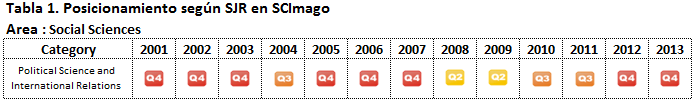 Tabla 1. Posicionamiento según SJR en SCImago
Area : Social Sciences
Category 2001 2002 2003 2004 2005 2006 2007 2008 2009 2010 2011 2012 2013
Political Science and
International Relations Q4 Q4 Q4 Q3 Q4 Q4 Q4 Q2 Q2 Q3 Q3 Q4 Q4